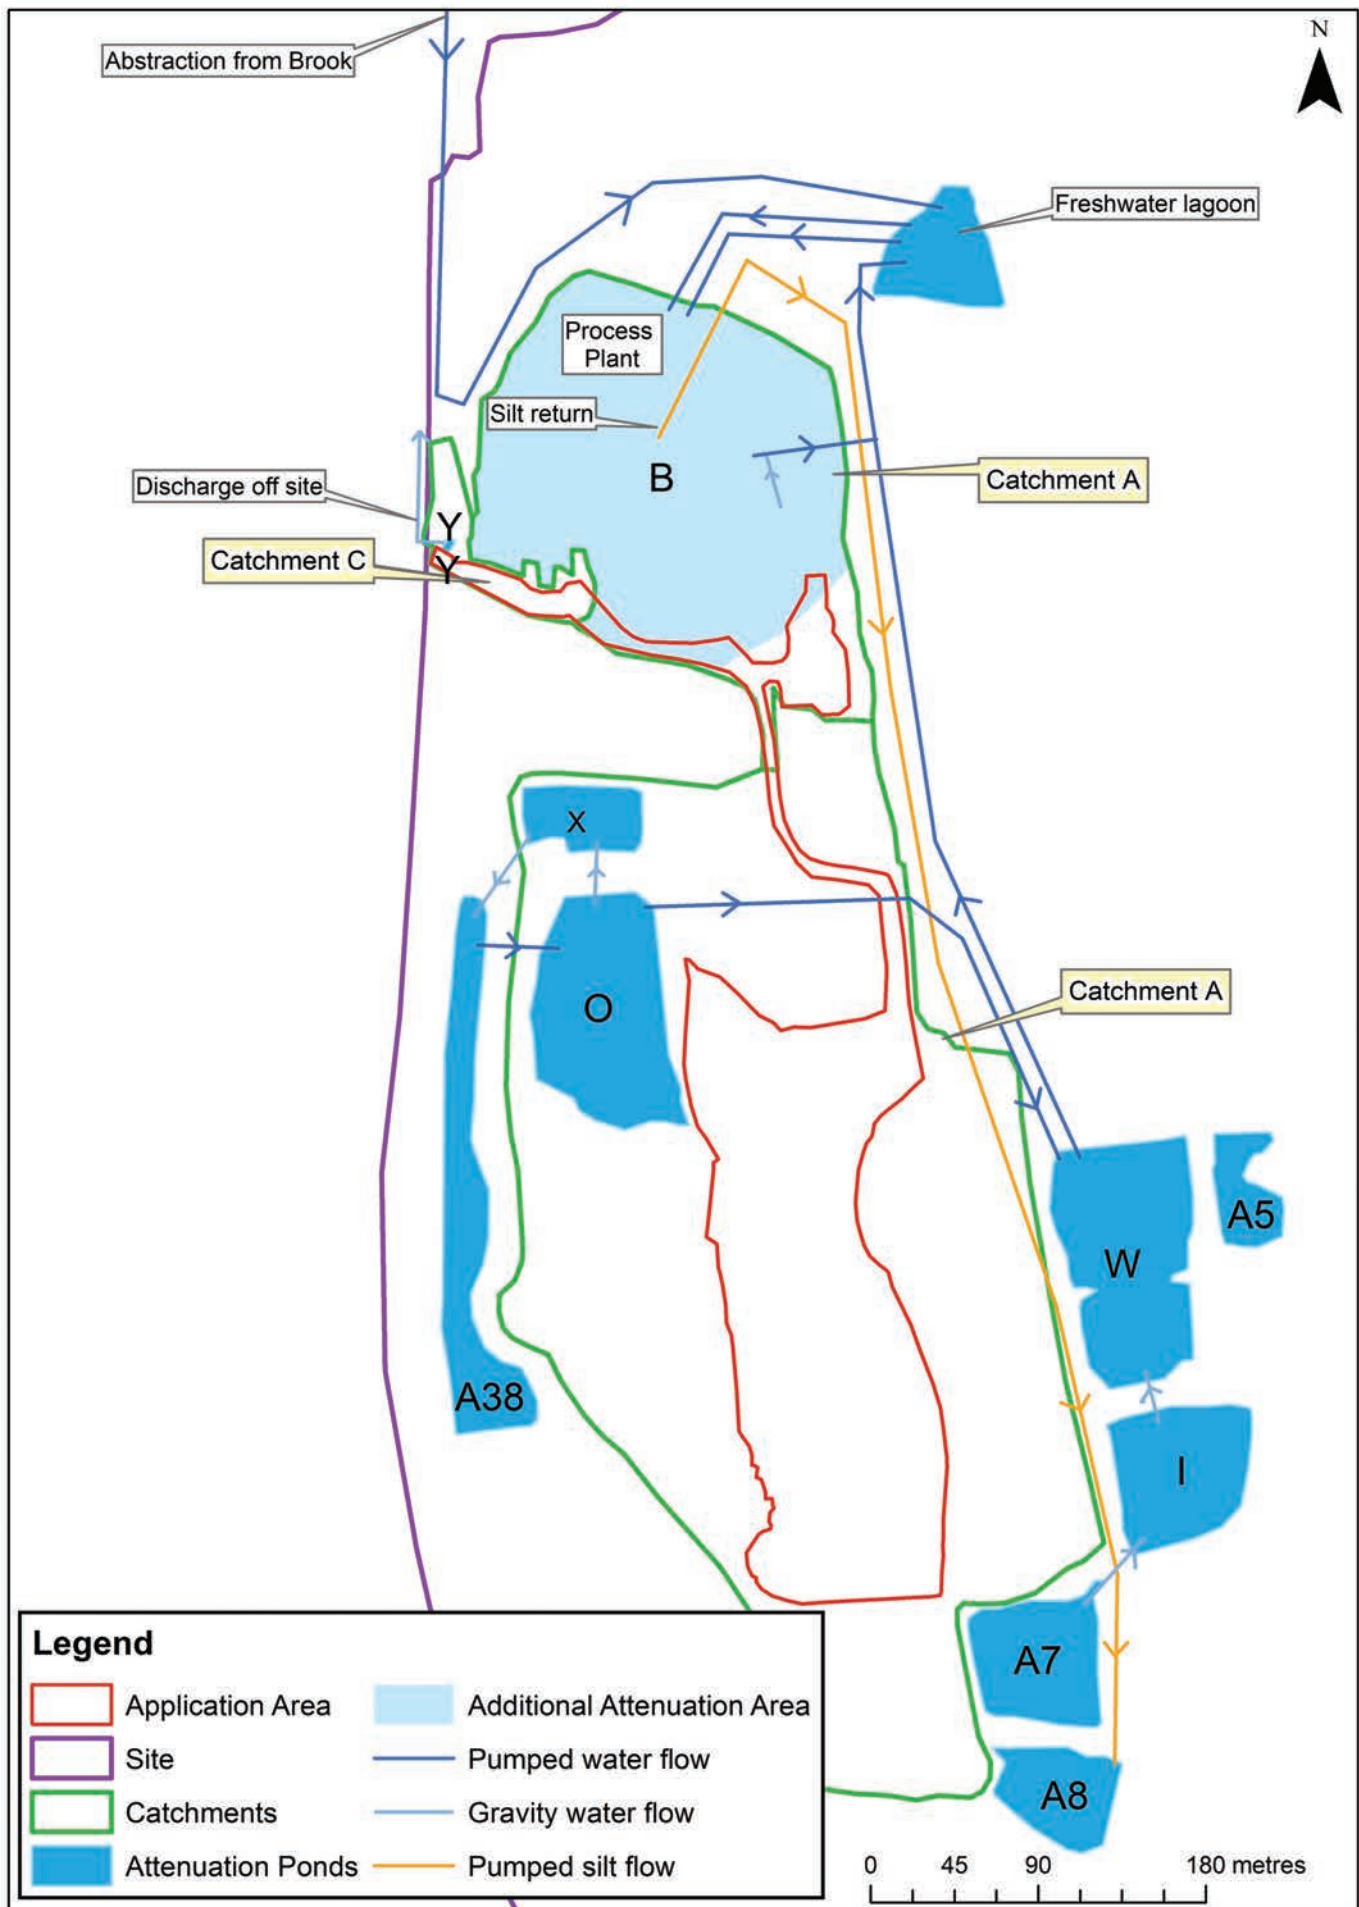 N
Abstraction from Brook
Freshwater lagoon
Process
Plant
Silt return
B
Catchment A
Discharge off site
Y
Catchment C
Y
X
O
Catchment A
A5
W
A38
I
A7
A8
Legend
Application Area
Site
Catchments
Attenuation Ponds
Additional Attenuation Area
Pumped water flow
Gravity water flow
Pumped silt flow
0 45 90 180 metres